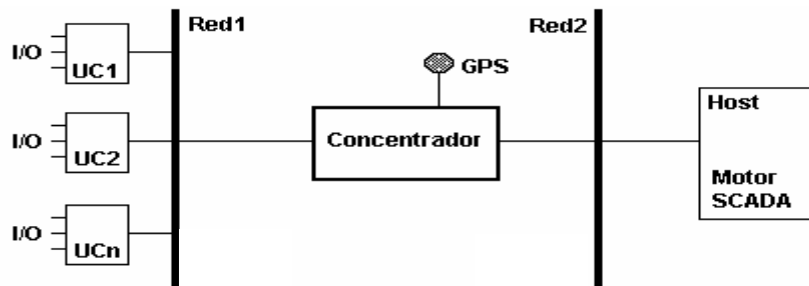 Red1
Red2
I/O
UC1
GPS
Host
I/O
UC2
Concentrador
Motor
SCADA
I/O
UCn